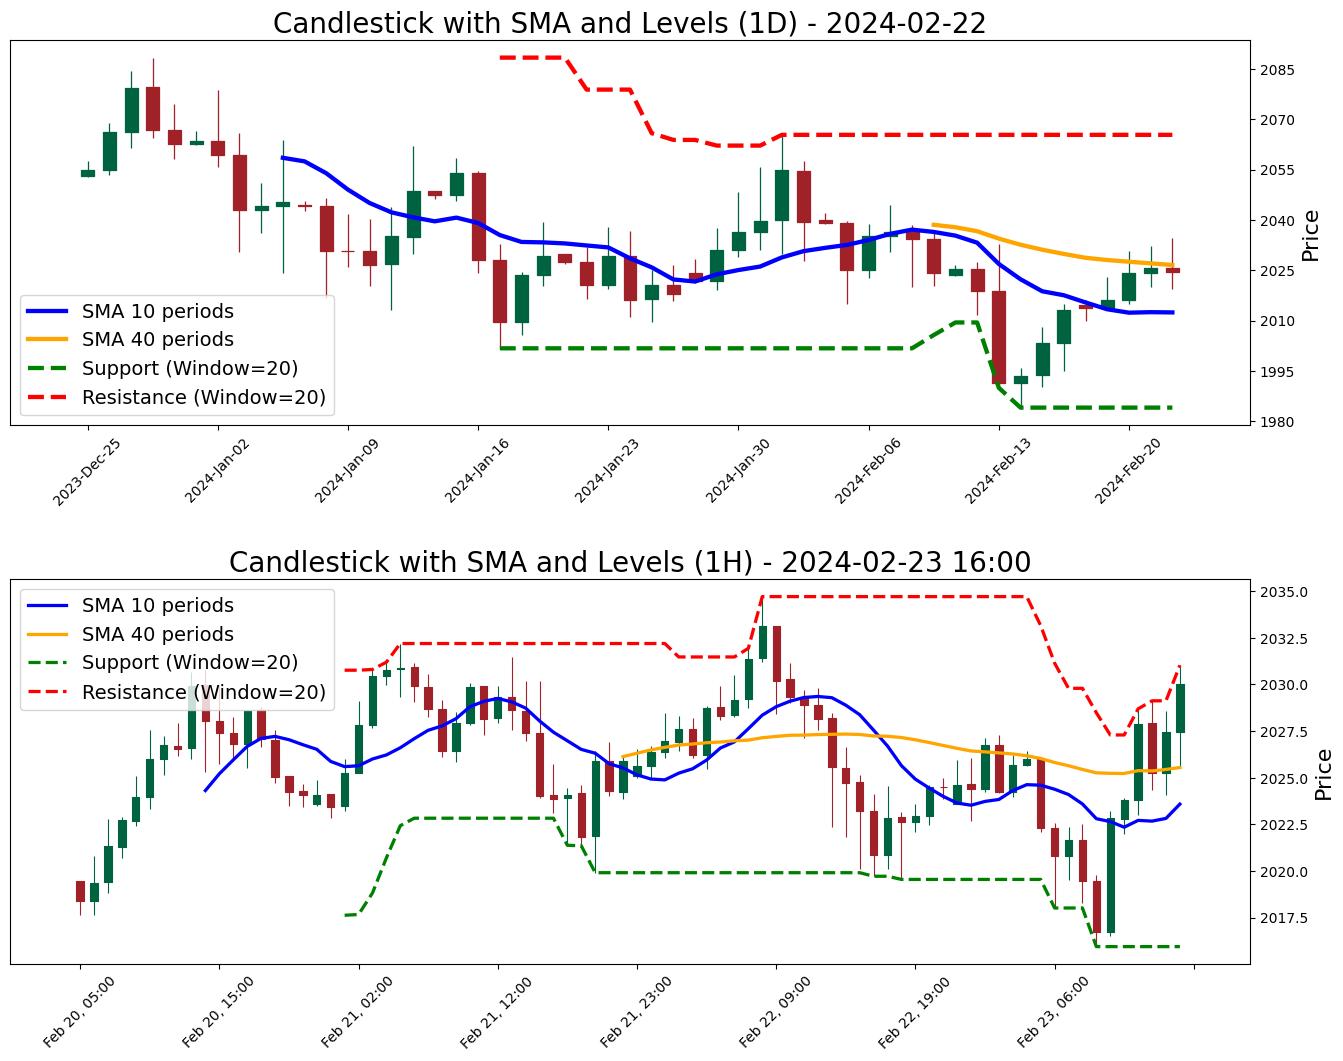 Candlestick with SMA and Levels (1D) - 2024-02-22
2085
2070
2055
2040
2025
2010
1995
1980
Price
SMA 10 periods
SMA 40 periods
Support (Window=20)
Resistance (Window=20)
2023-Dec-25
2024-Jan-02
2024-Jan-09
2024-Jan-16
2024-Jan-23
2024-Jan-30
2024-Feb-06
2024-Feb-13
2024-Feb-20
Candlestick with SMA and Levels (1H) - 2024-02-23 16:00
SMA 10 periods
SMA 40 periods
Support (Window=20)
Resistance (Window=20)
2035.0
2032.5
2030.0
2027.5
2025.0
2022.5
2020.0
2017.5
Price
Feb 20, 05:00
Feb 20, 15:00
Feb 21, 02:00
Feb 21, 12:00
Feb 21, 23:00
Feb 22, 09:00
Feb 22, 19:00
Feb 23, 06:00